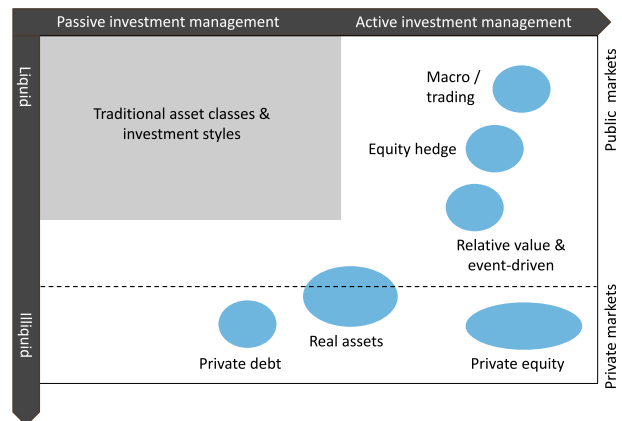 Passive investment management
Active investment management
Liquid
Public markets
Macro /
trading
Traditional asset classes &
investment styles
Equity hedge
Relative value &
event-driven
Illiquid
Private markets
Real assets
Private debt
Private equity